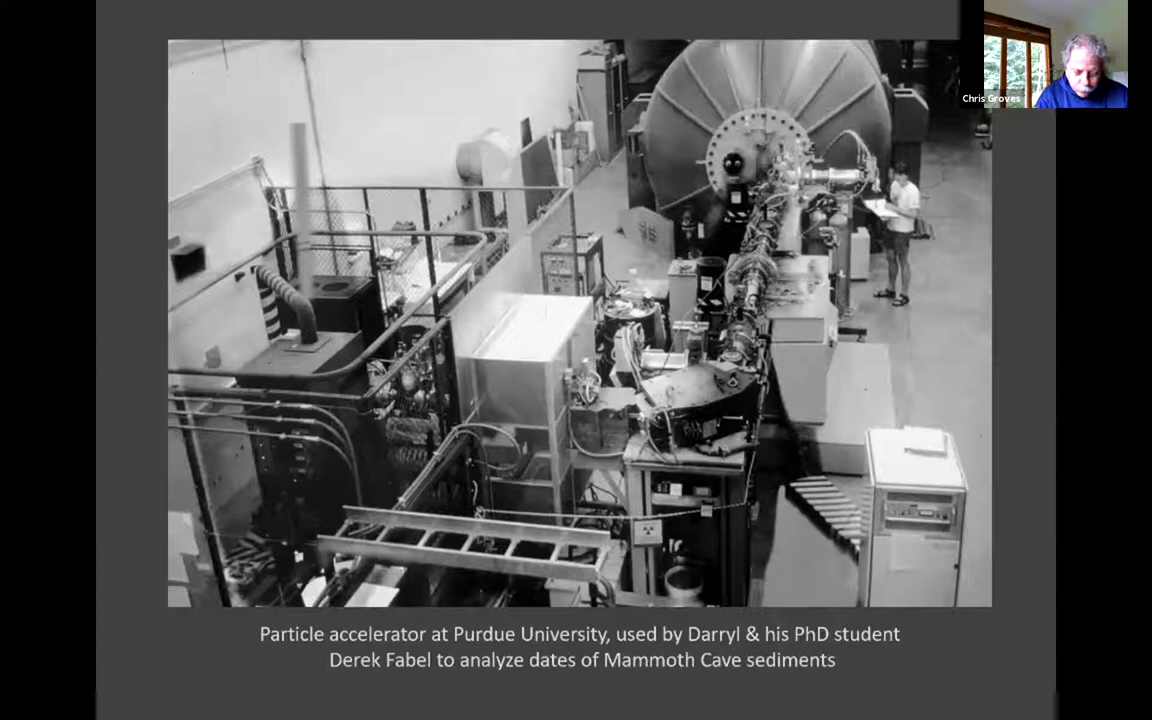 Chris Groves
Particle accelerator at Purdue University, used by Darryl & his PhD student
Derek Fabel to analyze dates of Mammoth Cave sediments